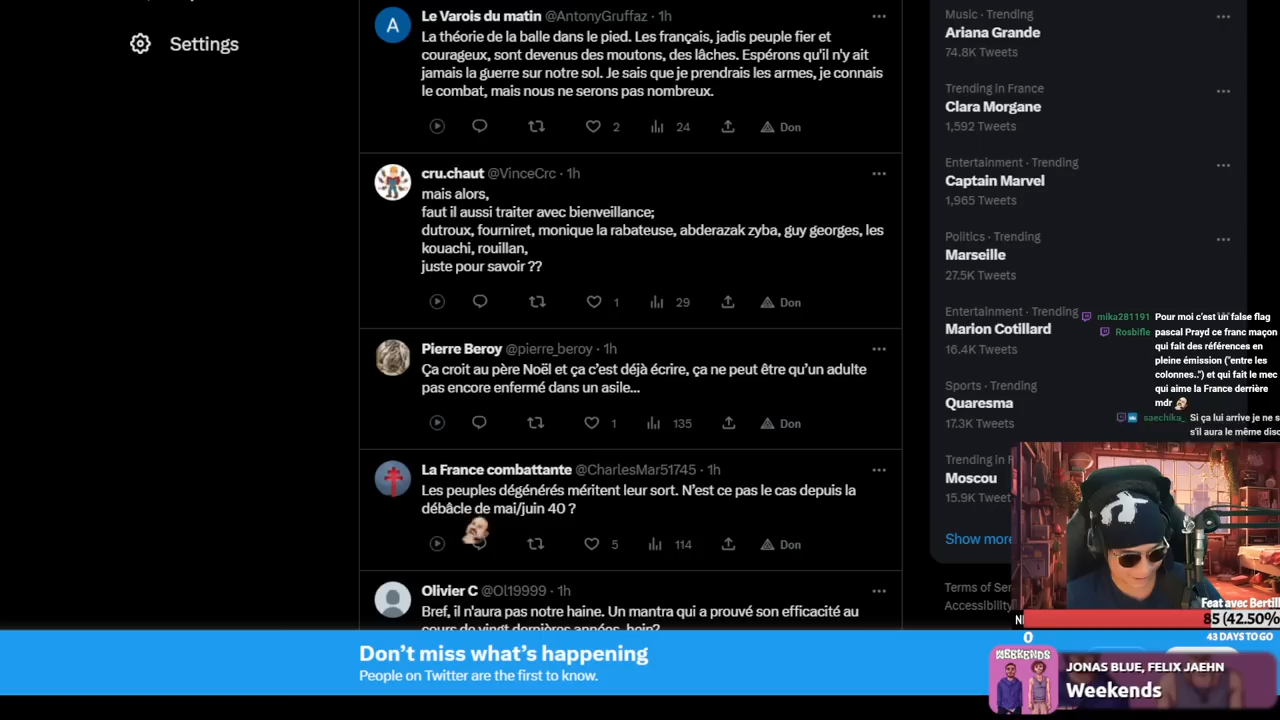 Settings
Le Varois du matin @AntonyGruffaz · 1h
La théorie de la balle dans le pied. Les français, jadis peuple fier et
courageux, sont devenus des moutons, des lâches. Espérons qu'il n'y ait
jamais la guerre sur notre sol. Je sais que je prendrais les armes, je connais
le combat, mais nous ne serons pas nombreux.
2 24 Don
cru.chaut @VinceCrc · 1h
mais alors,
faut il aussi traiter avec bienveillance;
dutroux, fourniret, monique la rabateuse, abderazak zyba, guy georges, les
kouachi, rouillan,
juste pour savoir ??
1 29 Don
Pierre Beroy @pierre_beroy · 1h
Ça croit au père Noël et ça c'est déjà écrire, ça ne peut être qu'un adulte
pas encore enfermé dans un asile...
1 135 Don
La France combattante @CharlesMar51745 · 1h
Les peuples dégénérés méritent leur sort. N'est ce pas le cas depuis la
débâcle de mai/juin 40 ?
5 114 Don
Olivier C @Ol19999 · 1h
Bref, il n'aura pas notre haine. Un mantra qui a prouvé son efficacité au
cours de vingt dernières années, hein?
Don't miss what's happening
People on Twitter are the first to know.
Music · Trending
Ariana Grande
74.8K Tweets
Trending in France
Clara Morgane
1,592 Tweets
Entertainment · Trending
Captain Marvel
1,965 Tweets
Politics · Trending
Marseille
27.5K Tweets
Entertainment · Trending
Marion Cotillard
16.4K Tweets
Sports · Trending
Quaresma
17.3K Tweets
Trending in F
Moscou
15.9K Tweets
Show more
Terms of Ser
Accessibility
mika281191 Pour moi c'est un false flag
Rosbifle pascal Prayd ce franc maçon
qui fait des références en
pleine émission ("entre les
colonnes..") et qui fait le mec
qui aime la France derrière
mdr
saechika_ Si ça lui arrive je ne s
s'il aura le même disc
Feat avec Bertill
85 (42.50%
0 43 DAYS TO GO
WEEKENDS
JONAS BLUE, FELIX JAEHN
Weekends